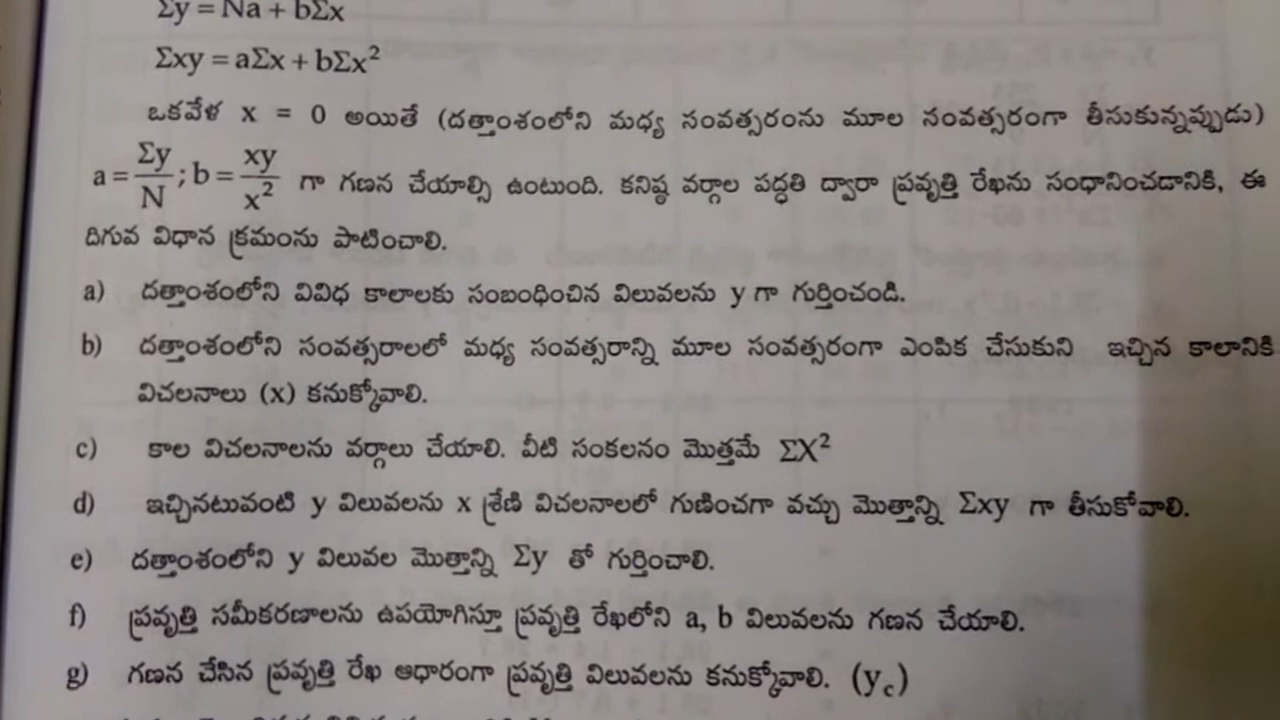 Σy = Na + bΣx
Σxy = aΣx + bΣx²
ఒకవేళ x = 0 అయితే (దత్తాంశంలోని మధ్య సంవత్సరంను మూల సంవత్సరంగా తీసుకున్నప్పుడు)
a = Σy/N ; b = xy/x² గా గణన చేయాల్సి ఉంటుంది. కనిష్ఠ వర్గాల పద్ధతి ద్వారా ప్రవృత్తి రేఖను సంధానించడానికి, ఈ
దిగువ విధాన క్రమంను పాటించాలి.
a) దత్తాంశంలోని వివిధ కాలాలకు సంబంధించిన విలువలను y గా గుర్తించండి.
b) దత్తాంశంలోని సంవత్సరాలలో మధ్య సంవత్సరాన్ని మూల సంవత్సరంగా ఎంపిక చేసుకుని ఇచ్చిన కాలానికి
విచలనాలు (x) కనుక్కోవాలి.
c) కాల విచలనాలను వర్గాలు చేయాలి. వీటి సంకలనం మొత్తమే ΣX²
d) ఇచ్చినటువంటి y విలువలను x శ్రేణి విచలనాలలో గుణించగా వచ్చు మొత్తాన్ని Σxy గా తీసుకోవాలి.
e) దత్తాంశంలోని y విలువల మొత్తాన్ని Σy తో గుర్తించాలి.
f) ప్రవృత్తి సమీకరణాలను ఉపయోగిస్తూ ప్రవృత్తి రేఖలోని a, b విలువలను గణన చేయాలి.
g) గణన చేసిన ప్రవృత్తి రేఖ ఆధారంగా ప్రవృత్తి విలువలను కనుక్కోవాలి. (y꜀)